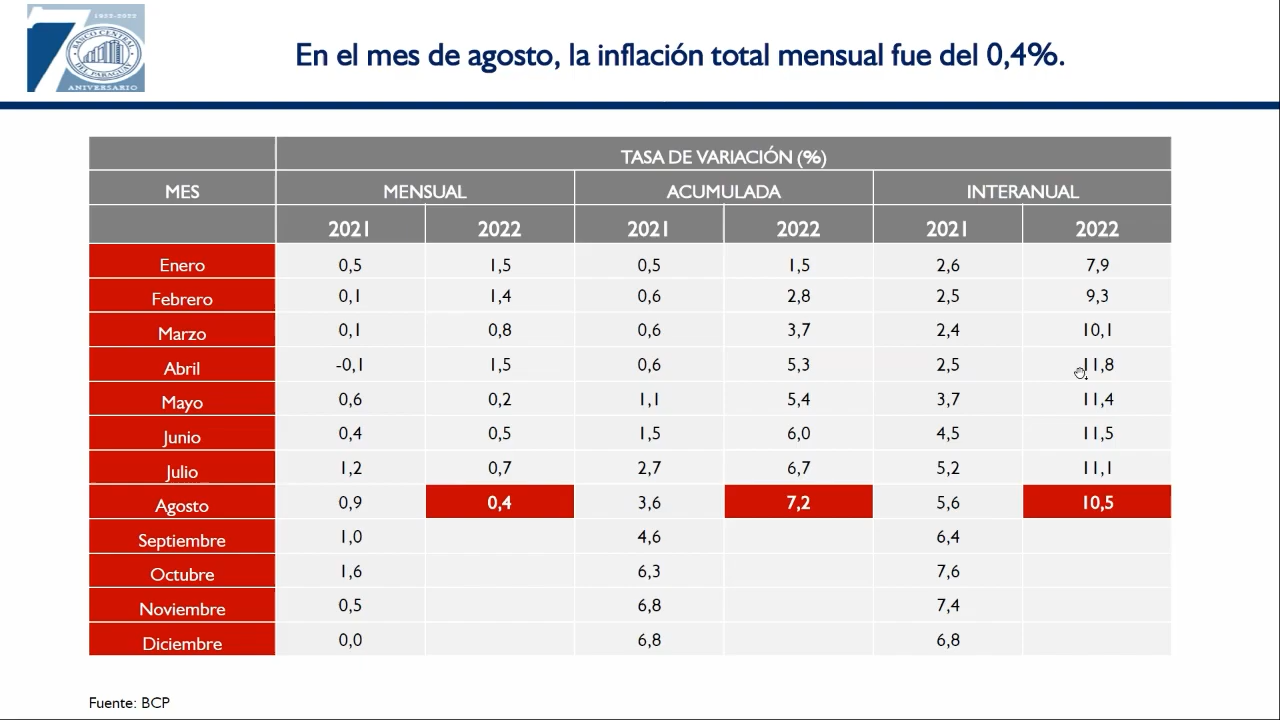 1952-2022
BANCO CENTRAL
DEL PARAGUAY
ANIVERSARIO
En el mes de agosto, la inflación total mensual fue del 0,4%.
TASA DE VARIACIÓN (%)
MES MENSUAL ACUMULADA INTERANUAL
2021 2022 2021 2022 2021 2022
Enero 0,5 1,5 0,5 1,5 2,6 7,9
Febrero 0,1 1,4 0,6 2,8 2,5 9,3
Marzo 0,1 0,8 0,6 3,7 2,4 10,1
Abril -0,1 1,5 0,6 5,3 2,5 11,8
Mayo 0,6 0,2 1,1 5,4 3,7 11,4
Junio 0,4 0,5 1,5 6,0 4,5 11,5
Julio 1,2 0,7 2,7 6,7 5,2 11,1
Agosto 0,9 0,4 3,6 7,2 5,6 10,5
Septiembre 1,0 4,6 6,4
Octubre 1,6 6,3 7,6
Noviembre 0,5 6,8 7,4
Diciembre 0,0 6,8 6,8
Fuente: BCP